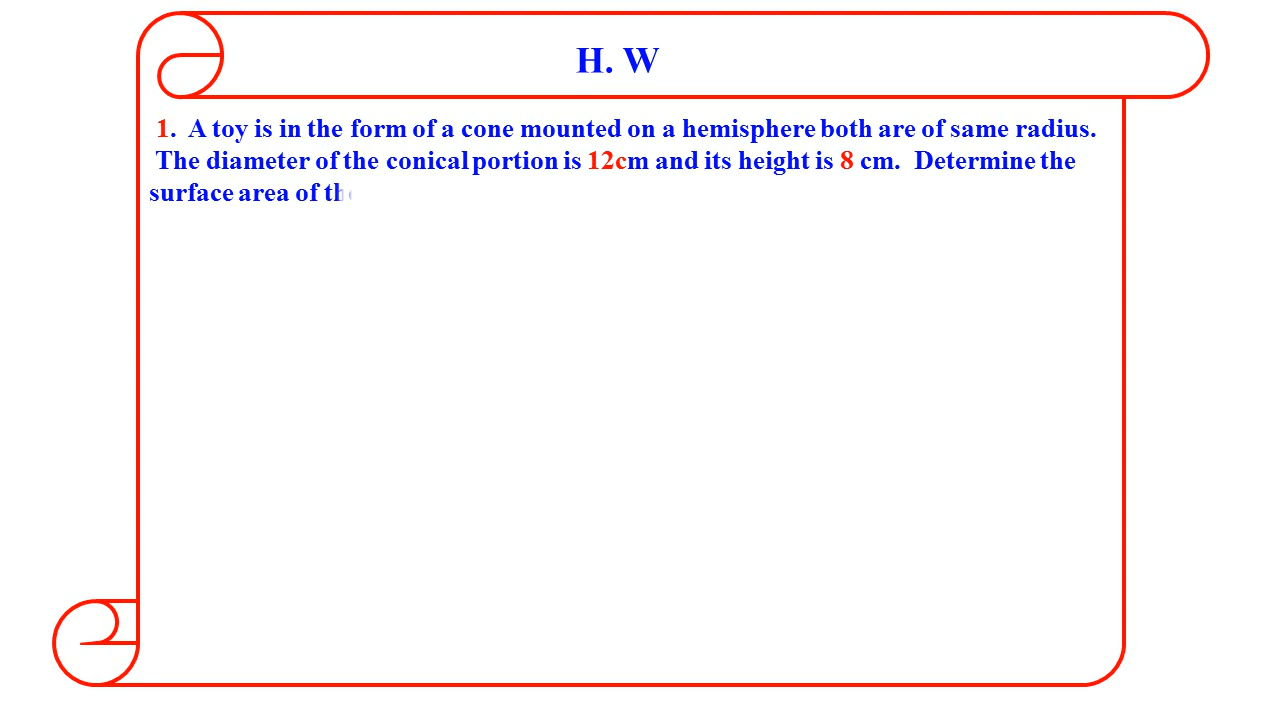 H. W
1. A toy is in the form of a cone mounted on a hemisphere both are of same radius.
The diameter of the conical portion is 12cm and its height is 8 cm. Determine the
surface area of